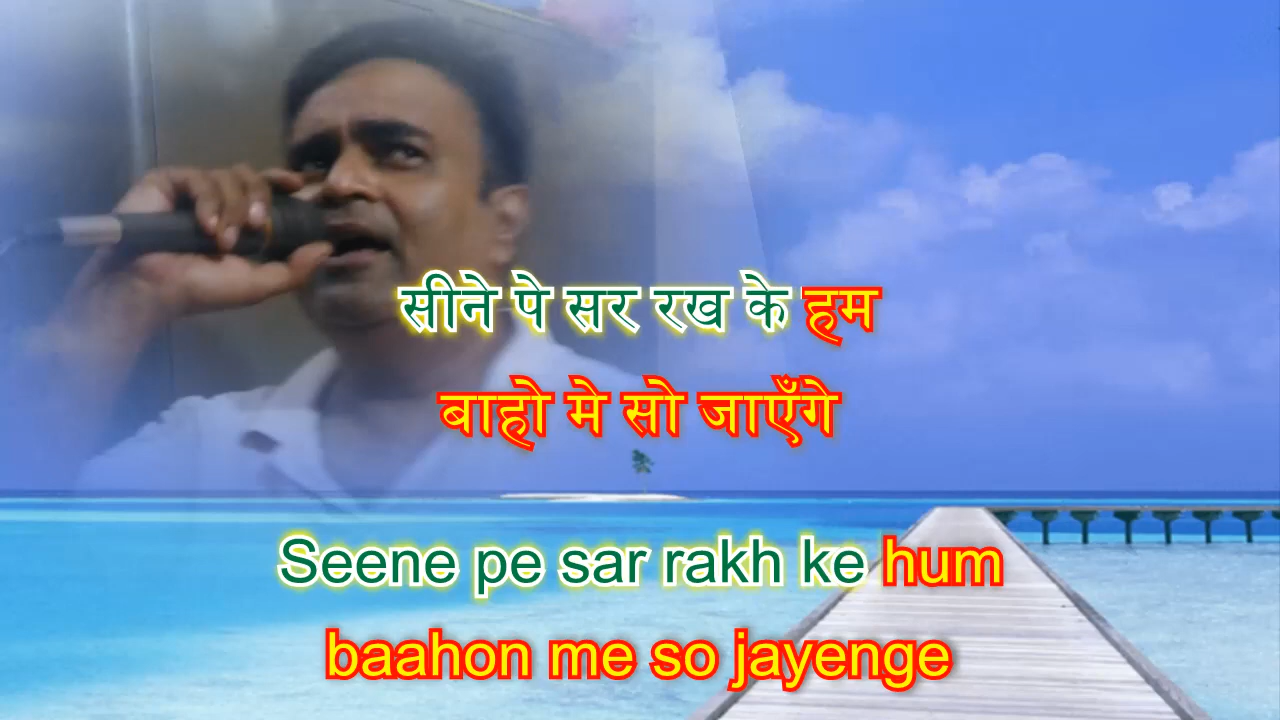 सीने पे सर रख के हम
बाहो मे सो जाएँगे
Seene pe sar rakh ke hum
baahon me so jayenge